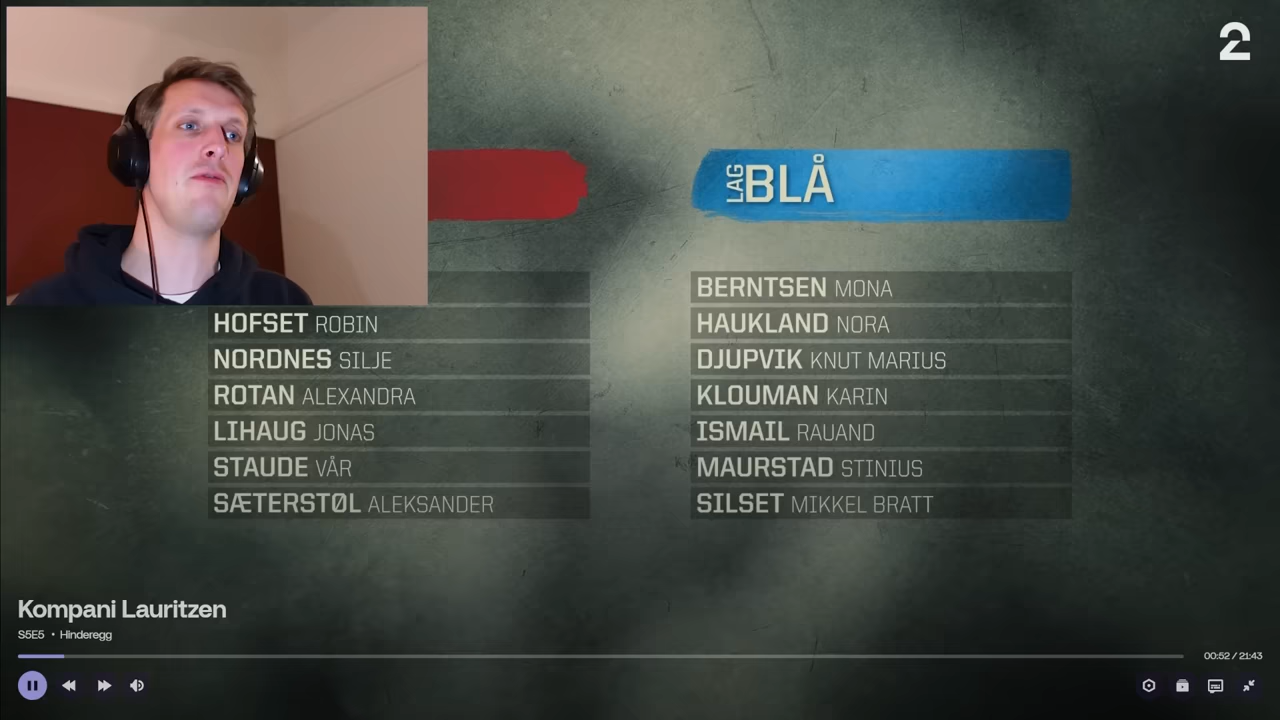 2
LAG BLÅ
HOFSET ROBIN
NORDNES SILJE
ROTAN ALEXANDRA
LIHAUG JONAS
STAUDE VÅR
SÆTERSTØL ALEKSANDER
BERNTSEN MONA
HAUKLAND NORA
DJUPVIK KNUT MARIUS
KLOUMAN KARIN
ISMAIL RAUAND
MAURSTAD STINIUS
SILSET MIKKEL BRATT
Kompani Lauritzen
S5E5 • Hinderegg
00:52 / 21:43